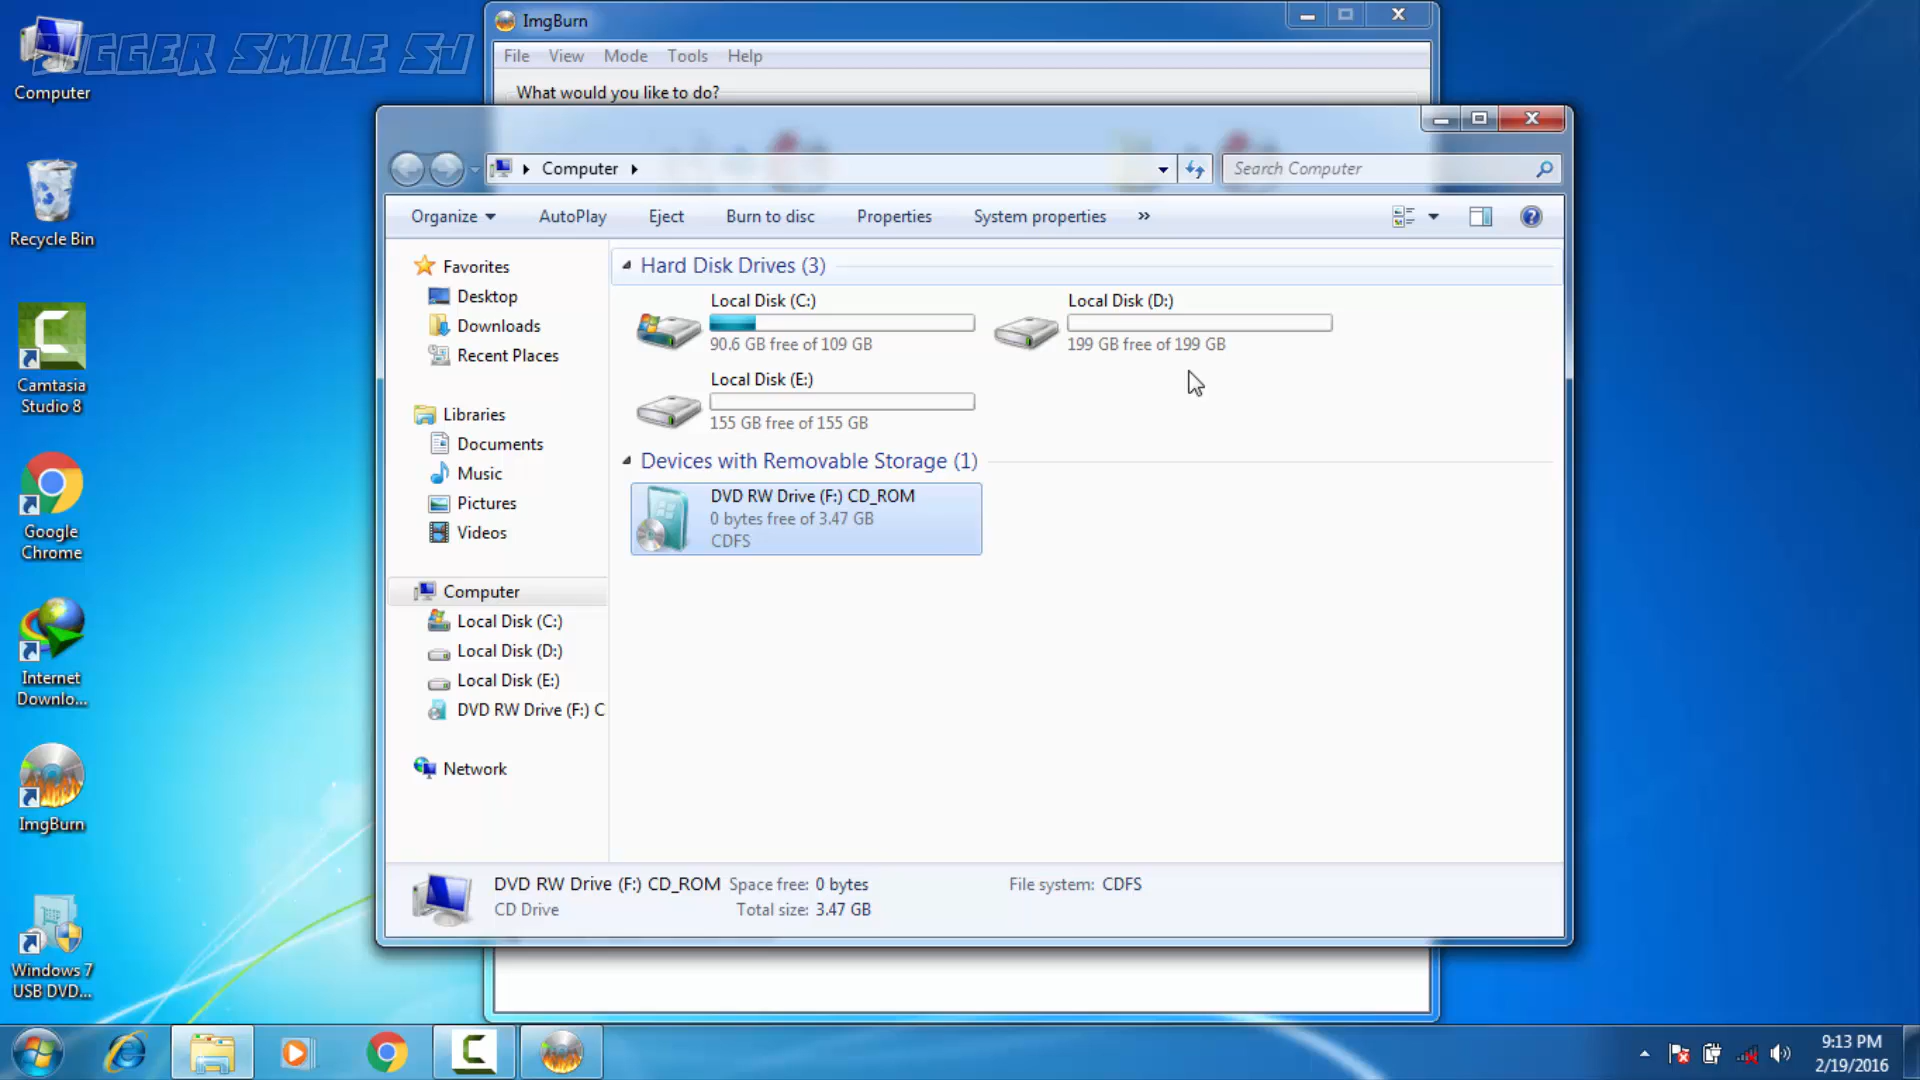 ImgBurn
File View Mode Tools Help
What would you like to do?
SMILE SU
Computer
Recycle Bin
Camtasia
Studio 8
Google
Chrome
Internet
Downlo...
ImgBurn
Windows 7
USB DVD...
Computer
Search Computer
Organize AutoPlay Eject Burn to disc Properties System properties »
Favorites
Desktop
Downloads
Recent Places
Libraries
Documents
Music
Pictures
Videos
Computer
Local Disk (C:)
Local Disk (D:)
Local Disk (E:)
DVD RW Drive (F:) C
Network
Hard Disk Drives (3)
Local Disk (C:)
90.6 GB free of 109 GB
Local Disk (D:)
199 GB free of 199 GB
Local Disk (E:)
155 GB free of 155 GB
Devices with Removable Storage (1)
DVD RW Drive (F:) CD_ROM
0 bytes free of 3.47 GB
CDFS
DVD RW Drive (F:) CD_ROM Space free: 0 bytes File system: CDFS
CD Drive Total size: 3.47 GB
9:13 PM
2/19/2016